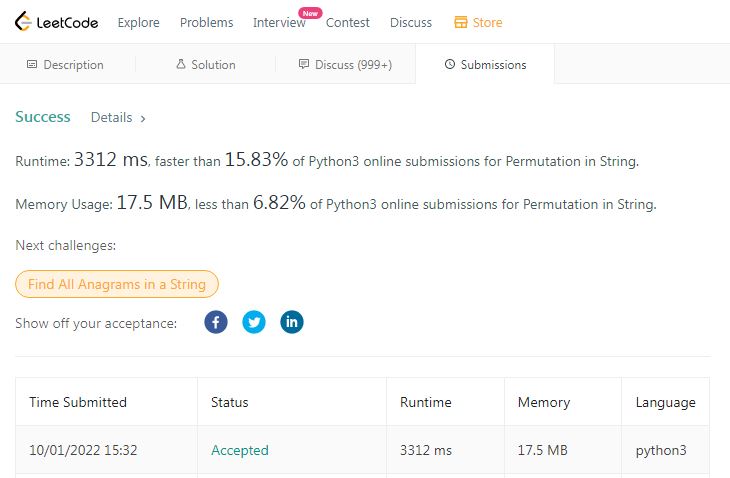 LeetCode Explore Problems Interview New Contest Discuss Store
Description Solution Discuss (999+) Submissions
Success Details >
Runtime: 3312 ms, faster than 15.83% of Python3 online submissions for Permutation in String.
Memory Usage: 17.5 MB, less than 6.82% of Python3 online submissions for Permutation in String.
Next challenges:
Find All Anagrams in a String
Show off your acceptance:
Time Submitted Status Runtime Memory Language
10/01/2022 15:32 Accepted 3312 ms 17.5 MB python3